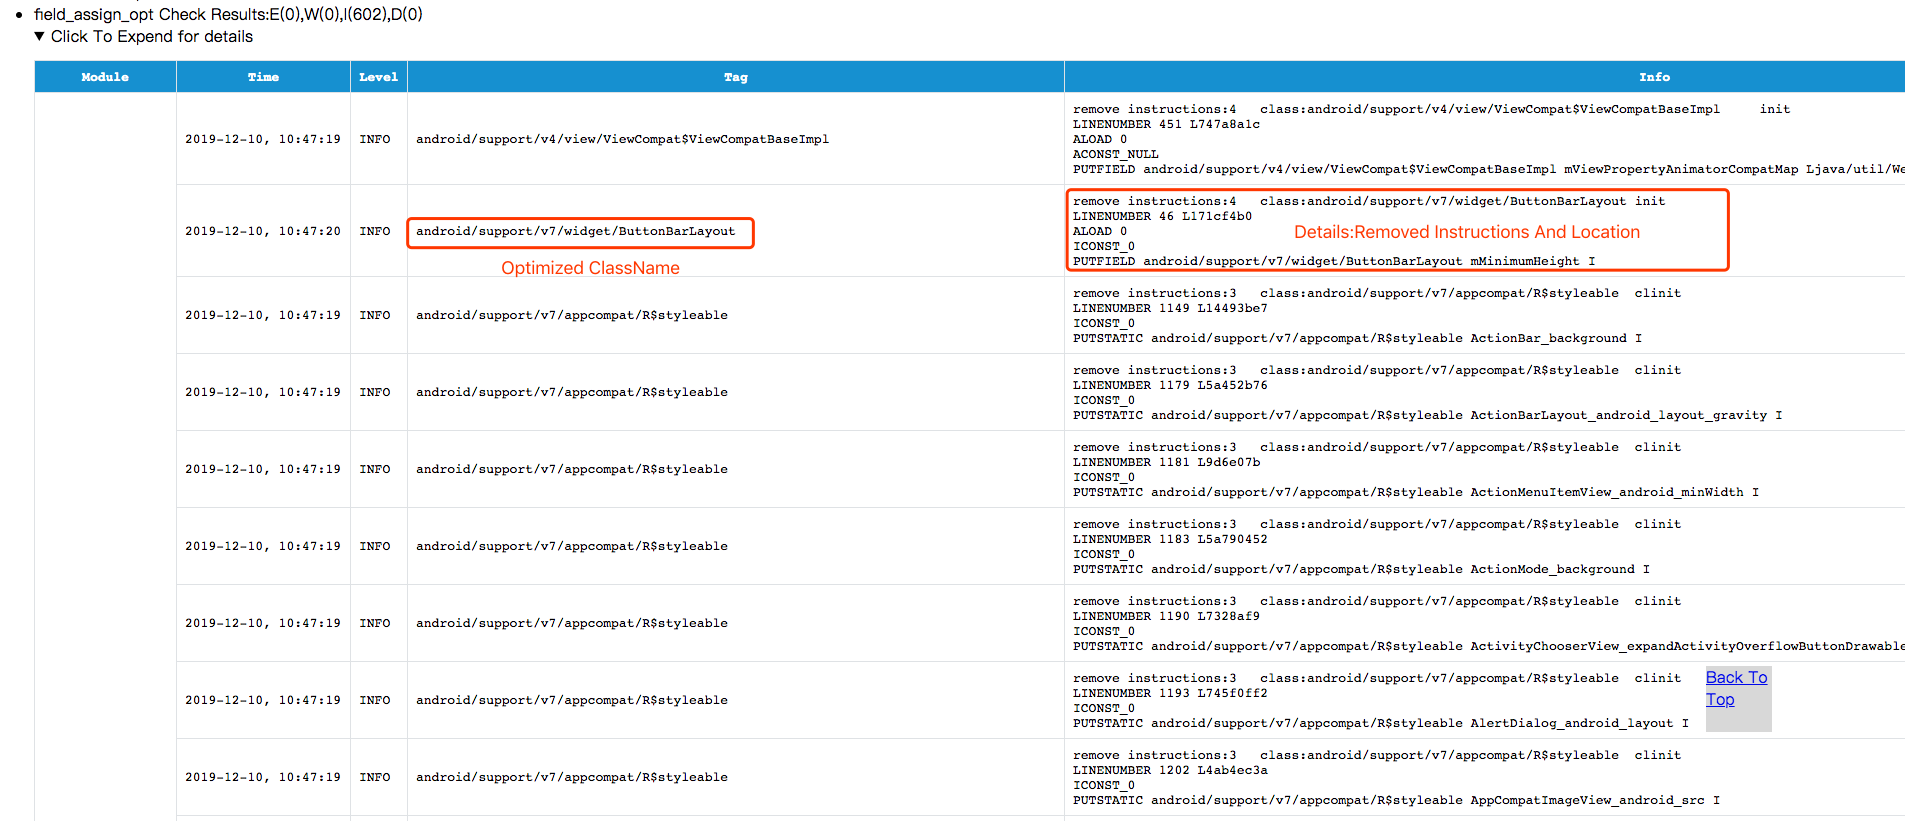 field_assign_opt Check Results:E(0),W(0),I(602),D(0)
▼ Click To Expend for details
Module Time Level Tag Info
remove instructions:4 class:android/support/v4/view/ViewCompat$ViewCompatBaseImpl init
LINENUMBER 451 L747a8a1c
2019-12-10, 10:47:19 INFO android/support/v4/view/ViewCompat$ViewCompatBaseImpl ALOAD 0
ACONST_NULL
PUTFIELD android/support/v4/view/ViewCompat$ViewCompatBaseImpl mViewPropertyAnimatorCompatMap Ljava/util/We
remove instructions:4 class:android/support/v7/widget/ButtonBarLayout init
LINENUMBER 46 L171cf4b0
2019-12-10, 10:47:20 INFO android/support/v7/widget/ButtonBarLayout ALOAD 0 Details:Removed Instructions And Location
ICONST_0
PUTFIELD android/support/v7/widget/ButtonBarLayout mMinimumHeight I
Optimized ClassName
remove instructions:3 class:android/support/v7/appcompat/R$styleable clinit
LINENUMBER 1149 L14493be7
2019-12-10, 10:47:19 INFO android/support/v7/appcompat/R$styleable ICONST_0
PUTSTATIC android/support/v7/appcompat/R$styleable ActionBar_background I
remove instructions:3 class:android/support/v7/appcompat/R$styleable clinit
LINENUMBER 1179 L5a452b76
2019-12-10, 10:47:19 INFO android/support/v7/appcompat/R$styleable ICONST_0
PUTSTATIC android/support/v7/appcompat/R$styleable ActionBarLayout_android_layout_gravity I
remove instructions:3 class:android/support/v7/appcompat/R$styleable clinit
LINENUMBER 1181 L9d6e07b
2019-12-10, 10:47:19 INFO android/support/v7/appcompat/R$styleable ICONST_0
PUTSTATIC android/support/v7/appcompat/R$styleable ActionMenuItemView_android_minWidth I
remove instructions:3 class:android/support/v7/appcompat/R$styleable clinit
LINENUMBER 1183 L5a790452
2019-12-10, 10:47:19 INFO android/support/v7/appcompat/R$styleable ICONST_0
PUTSTATIC android/support/v7/appcompat/R$styleable ActionMode_background I
remove instructions:3 class:android/support/v7/appcompat/R$styleable clinit
LINENUMBER 1190 L7328af9
2019-12-10, 10:47:19 INFO android/support/v7/appcompat/R$styleable ICONST_0
PUTSTATIC android/support/v7/appcompat/R$styleable ActivityChooserView_expandActivityOverflowButtonDrawable
remove instructions:3 class:android/support/v7/appcompat/R$styleable clinit
LINENUMBER 1193 L745f0ff2
2019-12-10, 10:47:19 INFO android/support/v7/appcompat/R$styleable ICONST_0
PUTSTATIC android/support/v7/appcompat/R$styleable AlertDialog_android_layout I
Back To
Top
remove instructions:3 class:android/support/v7/appcompat/R$styleable clinit
LINENUMBER 1202 L4ab4ec3a
2019-12-10, 10:47:19 INFO android/support/v7/appcompat/R$styleable ICONST_0
PUTSTATIC android/support/v7/appcompat/R$styleable AppCompatImageView_android_src I